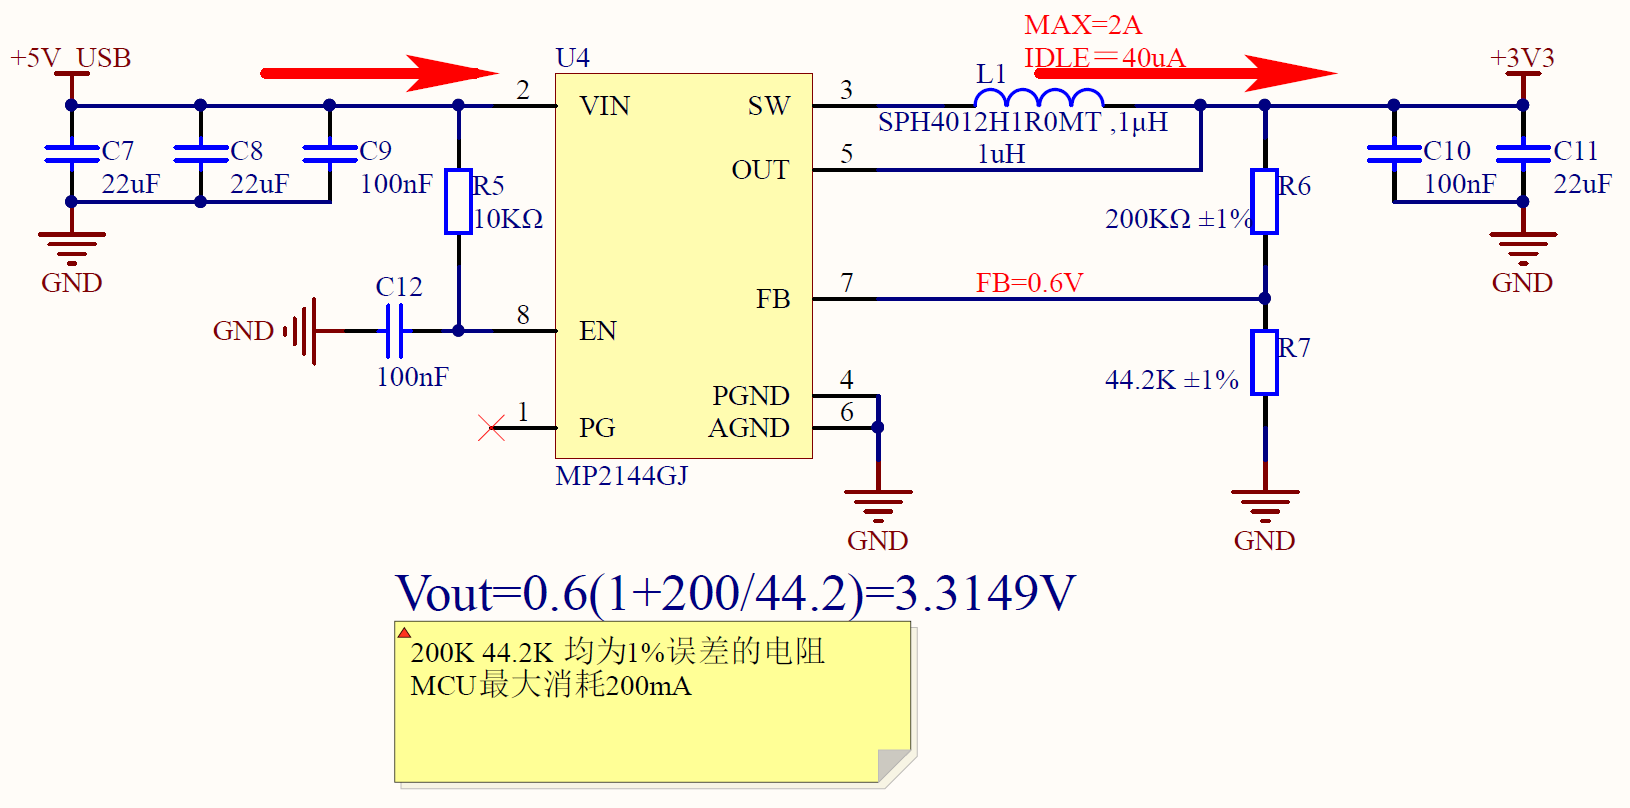 MAX=2A
IDLE=40uA
+5V_USB
U4
L1
+3V3
2
VIN
SW
3
SPH4012H1R0MT ,1μH
1uH
C7
22uF
C8
22uF
C9
100nF
R5
10KΩ
OUT
5
R6
200KΩ ±1%
C10
100nF
C11
22uF
GND
GND
FB=0.6V
FB
7
C12
100nF
GND
8
EN
R7
44.2K ±1%
1
PG
PGND
4
AGND
6
MP2144GJ
GND
GND
Vout=0.6(1+200/44.2)=3.3149V
200K 44.2K 均为1%误差的电阻
MCU最大消耗200mA